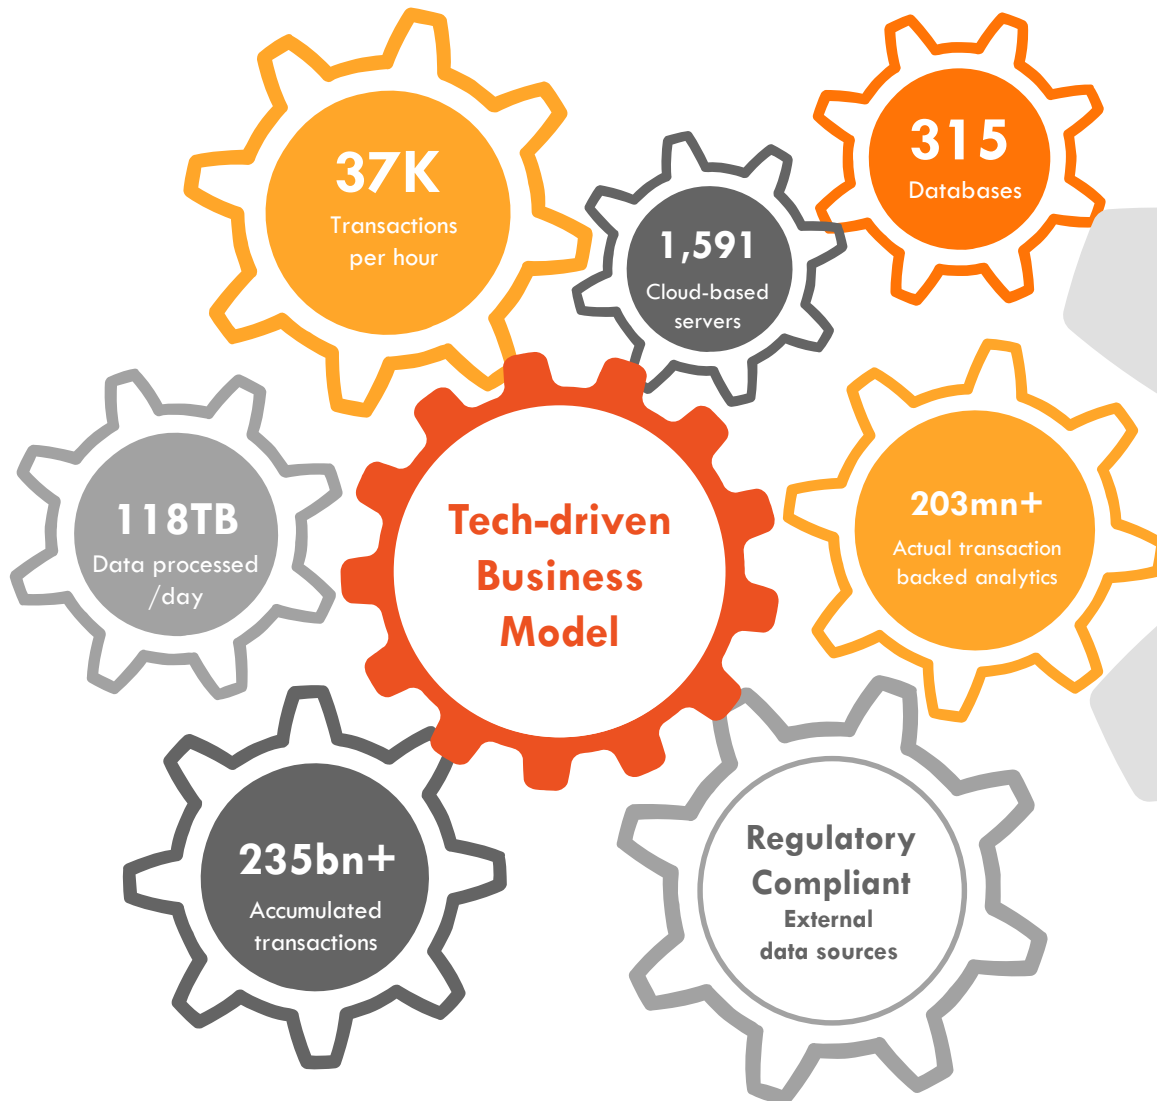 37K
Transactions
per hour
1,591
Cloud-based
servers
315
Databases
118TB
Data processed
/day
Tech-driven
Business
Model
203mn+
Actual transaction
backed analytics
235bn+
Accumulated
transactions
Regulatory
Compliant
External
data sources